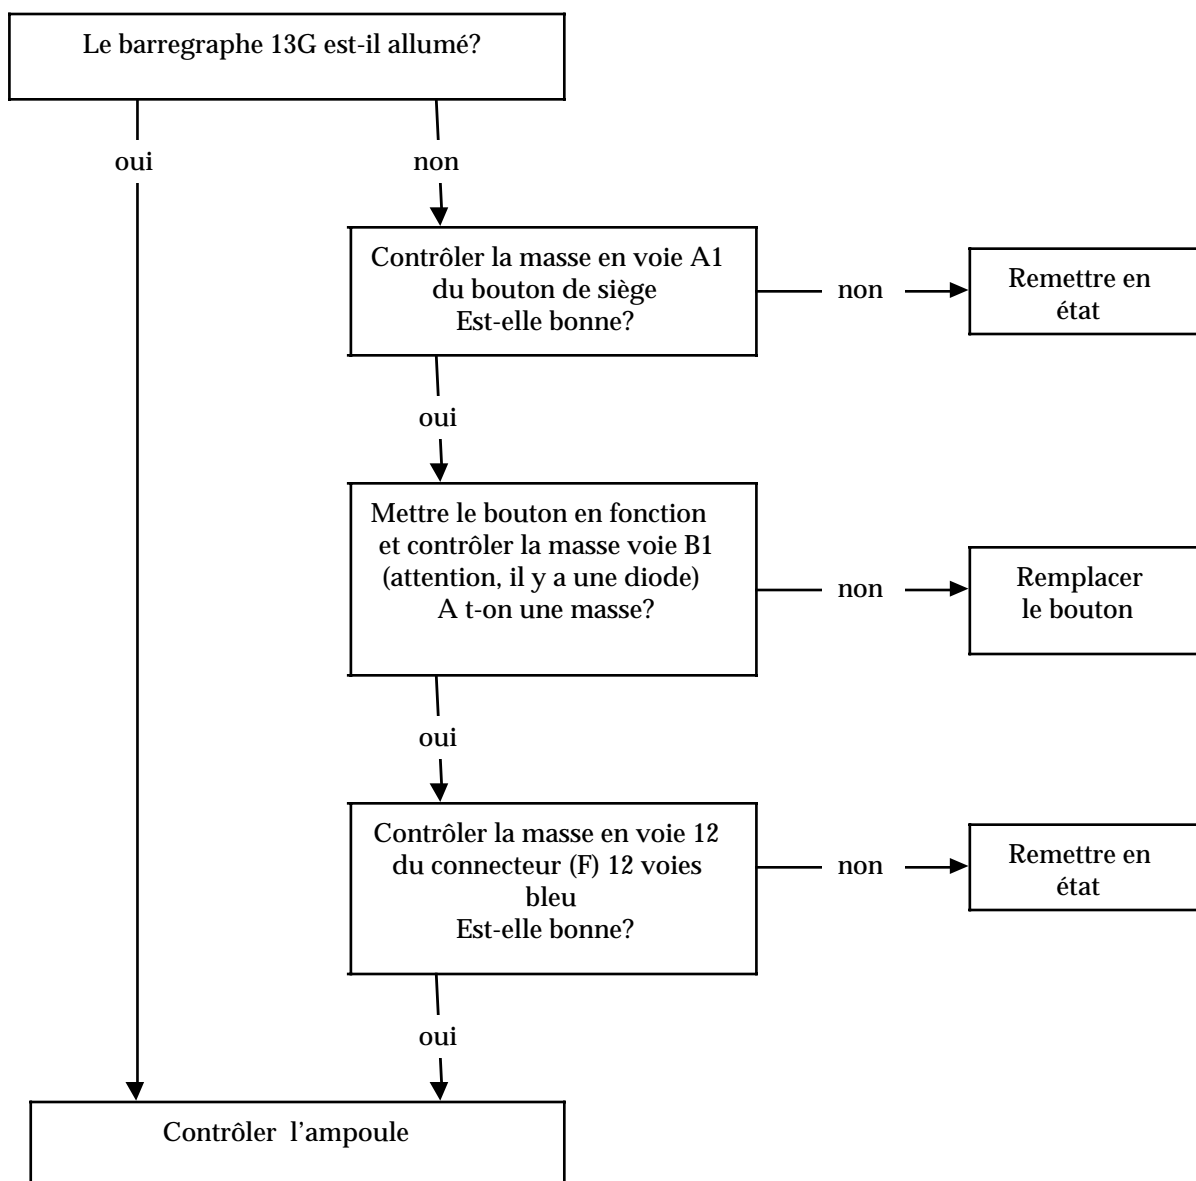 Le barregraphe 13G est-il allumé?
oui
non
Contrôler la masse en voie A1
du bouton de siège
Est-elle bonne?
non
Remettre en
état
oui
Mettre le bouton en fonction
et contrôler la masse voie B1
(attention, il y a une diode)
A t-on une masse?
non
Remplacer
le bouton
oui
Contrôler la masse en voie 12
du connecteur (F) 12 voies
bleu
Est-elle bonne?
non
Remettre en
état
oui
Contrôler l'ampoule